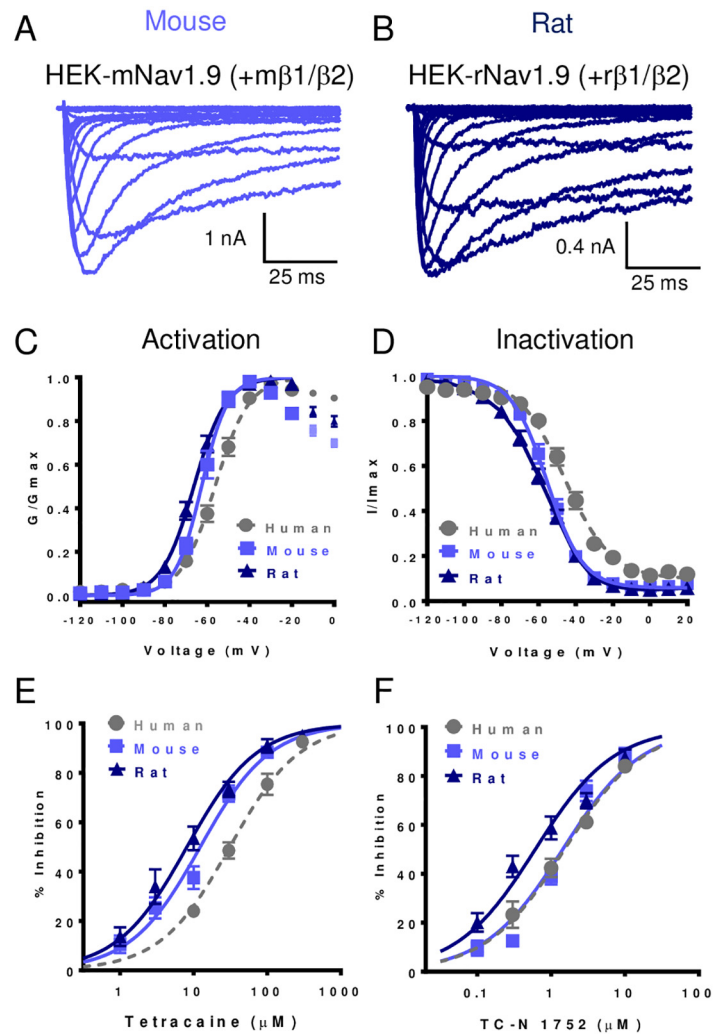 A Mouse
B Rat
HEK-mNav1.9 (+mβ1/β2)
HEK-rNav1.9 (+rβ1/β2)
1 nA
25 ms
0.4 nA
25 ms
C Activation
1.0
0.8
0.6
0.4
0.2
0.0
G/Gmax
Human
Mouse
Rat
-120 -100 -80 -60 -40 -20 0
Voltage (mV)
D Inactivation
1.0
0.8
0.6
0.4
0.2
0.0
I/Imax
Human
Mouse
Rat
-120 -100 -80 -60 -40 -20 0 20
Voltage (mV)
E
100
80
60
40
20
0
% Inhibition
Human
Mouse
Rat
1 10 100 1000
Tetracaine (μM)
F
100
80
60
40
20
0
% Inhibition
Human
Mouse
Rat
0.1 1 10 100
TC-N 1752 (μM)